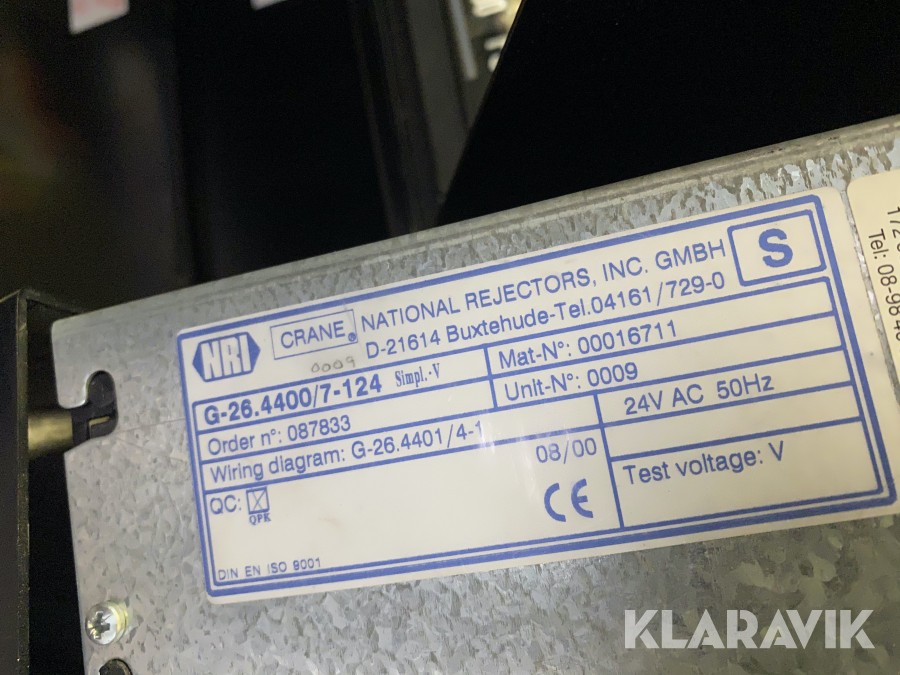 NRI
CRANE®
NATIONAL REJECTORS, INC. GMBH
D-21614 Buxtehude-Tel.04161/729-0
S
0009
G-26.4400/7-124 Simpl.-V
Mat-N°: 00016711
Order n°: 087833
Unit-N°: 0009
Wiring diagram: G-26.4401/4-1
24V AC 50Hz
QC: QPK
08/00
CE
Test voltage: V
DIN EN ISO 9001
Tel: 08-98
KLARAVIK